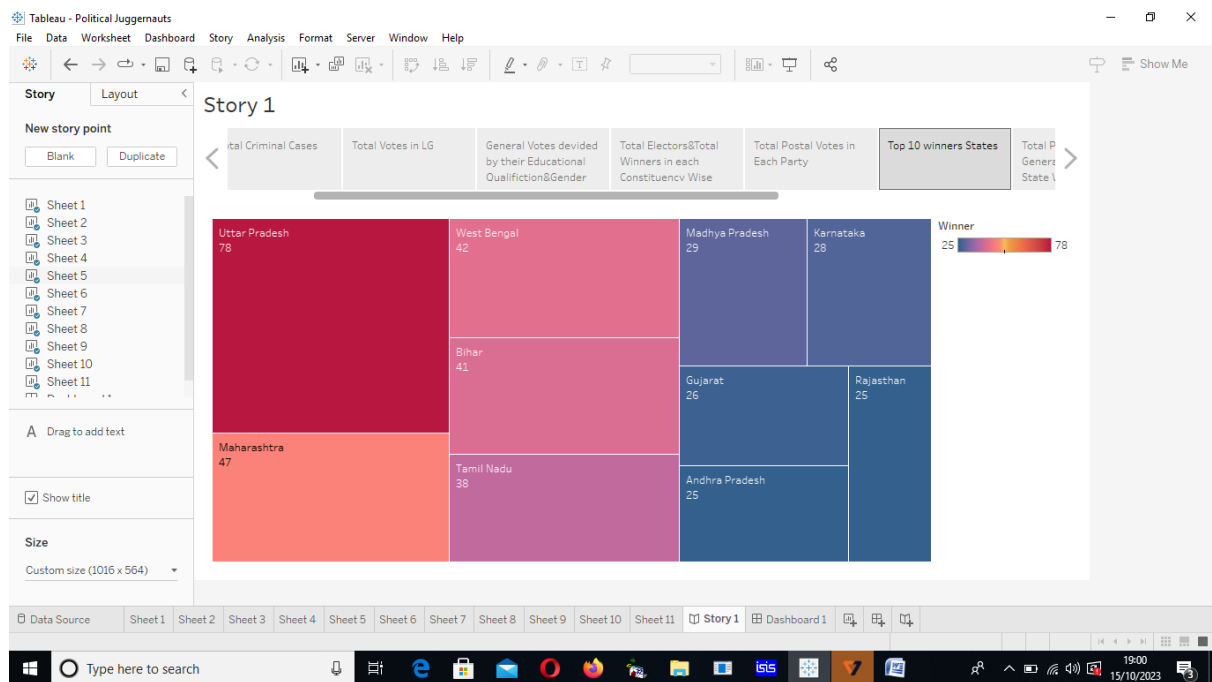 Tableau - Political Juggernauts
File Data Worksheet Dashboard Story Analysis Format Server Window Help
Show Me
Story Layout
Story 1
New story point
Blank Duplicate
Sheet 1
Sheet 2
Sheet 3
Sheet 4
Sheet 5
Sheet 6
Sheet 7
Sheet 8
Sheet 9
Sheet 10
Sheet 11
A Drag to add text
Show title
Size
Custom size (1016 x 564)
Criminal Cases
Total Votes in LG
General Votes devided
by their Educational
Qualifiction&Gender
Total Electors&Total
Winners in each
Constituency Wise
Total Postal Votes in
Each Party
Top 10 winners States
Total P
Genera
State
Uttar Pradesh
78
Maharashtra
47
West Bengal
42
Bihar
41
Tamil Nadu
38
Madhya Pradesh
29
Karnataka
28
Gujarat
26
Rajasthan
25
Andhra Pradesh
25
Winner
25 78
Data Source Sheet 1 Sheet 2 Sheet 3 Sheet 4 Sheet 5 Sheet 6 Sheet 7 Sheet 8 Sheet 9 Sheet 10 Sheet 11 Story 1 Dashboard 1
Type here to search
isis
19:00
15/10/2023
3